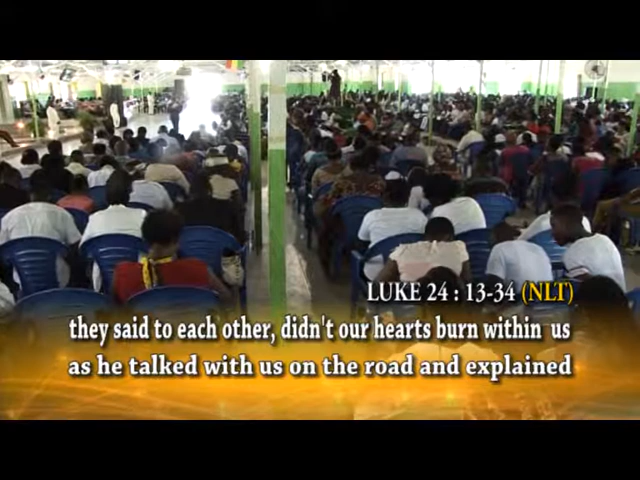 LUKE 24 : 13-34 (NLT)
they said to each other, didn't our hearts burn within us
as he talked with us on the road and explained